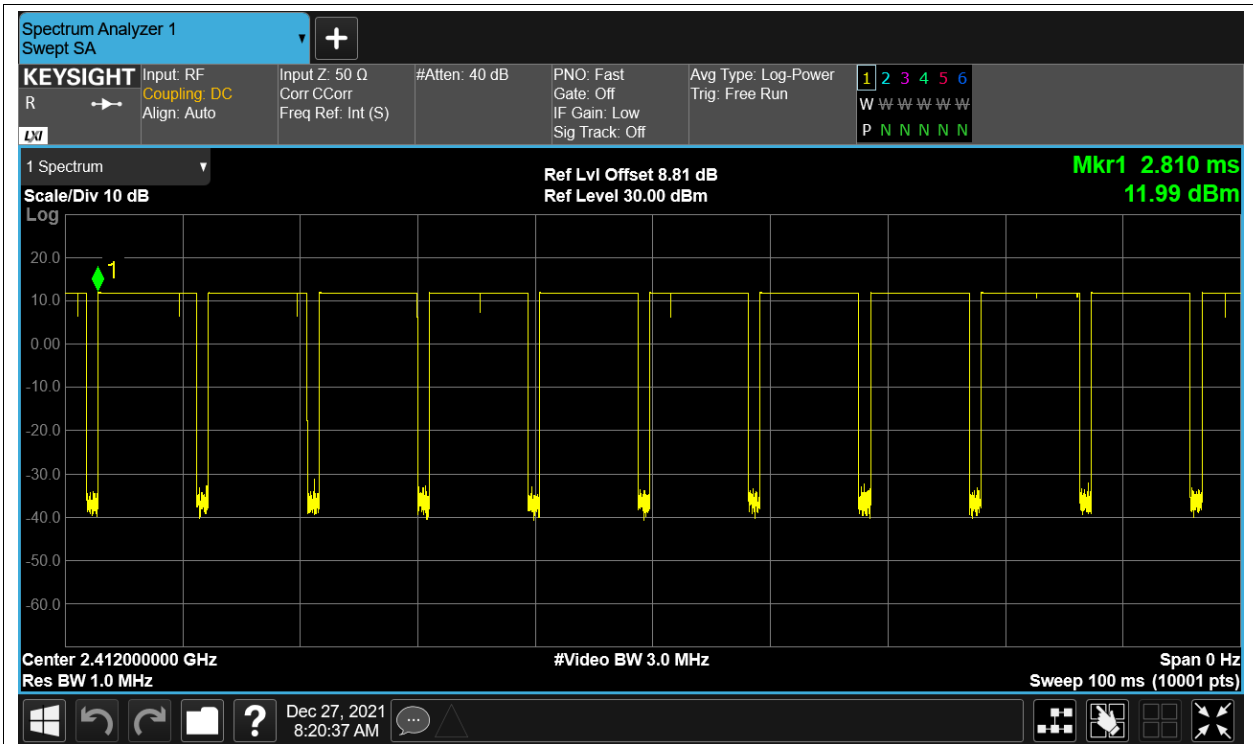 Spectrum Analyzer 1
Swept SA
KEYSIGHT
R
LXI
Input: RF
Coupling: DC
Align: Auto
Input Z: 50 Ω
Corr CCorr
Freq Ref: Int (S)
#Atten: 40 dB
PNO: Fast
Gate: Off
IF Gain: Low
Sig Track: Off
Avg Type: Log-Power
Trig: Free Run
1 2 3 4 5 6
W W W W W W
P N N N N N
1 Spectrum
Scale/Div 10 dB
Log
Ref Lvl Offset 8.81 dB
Ref Level 30.00 dBm
Mkr1 2.810 ms
11.99 dBm
1
20.0
10.0
0.00
-10.0
-20.0
-30.0
-40.0
-50.0
-60.0
Center 2.412000000 GHz
Res BW 1.0 MHz
#Video BW 3.0 MHz
Span 0 Hz
Sweep 100 ms (10001 pts)
?
Dec 27, 2021
8:20:37 AM